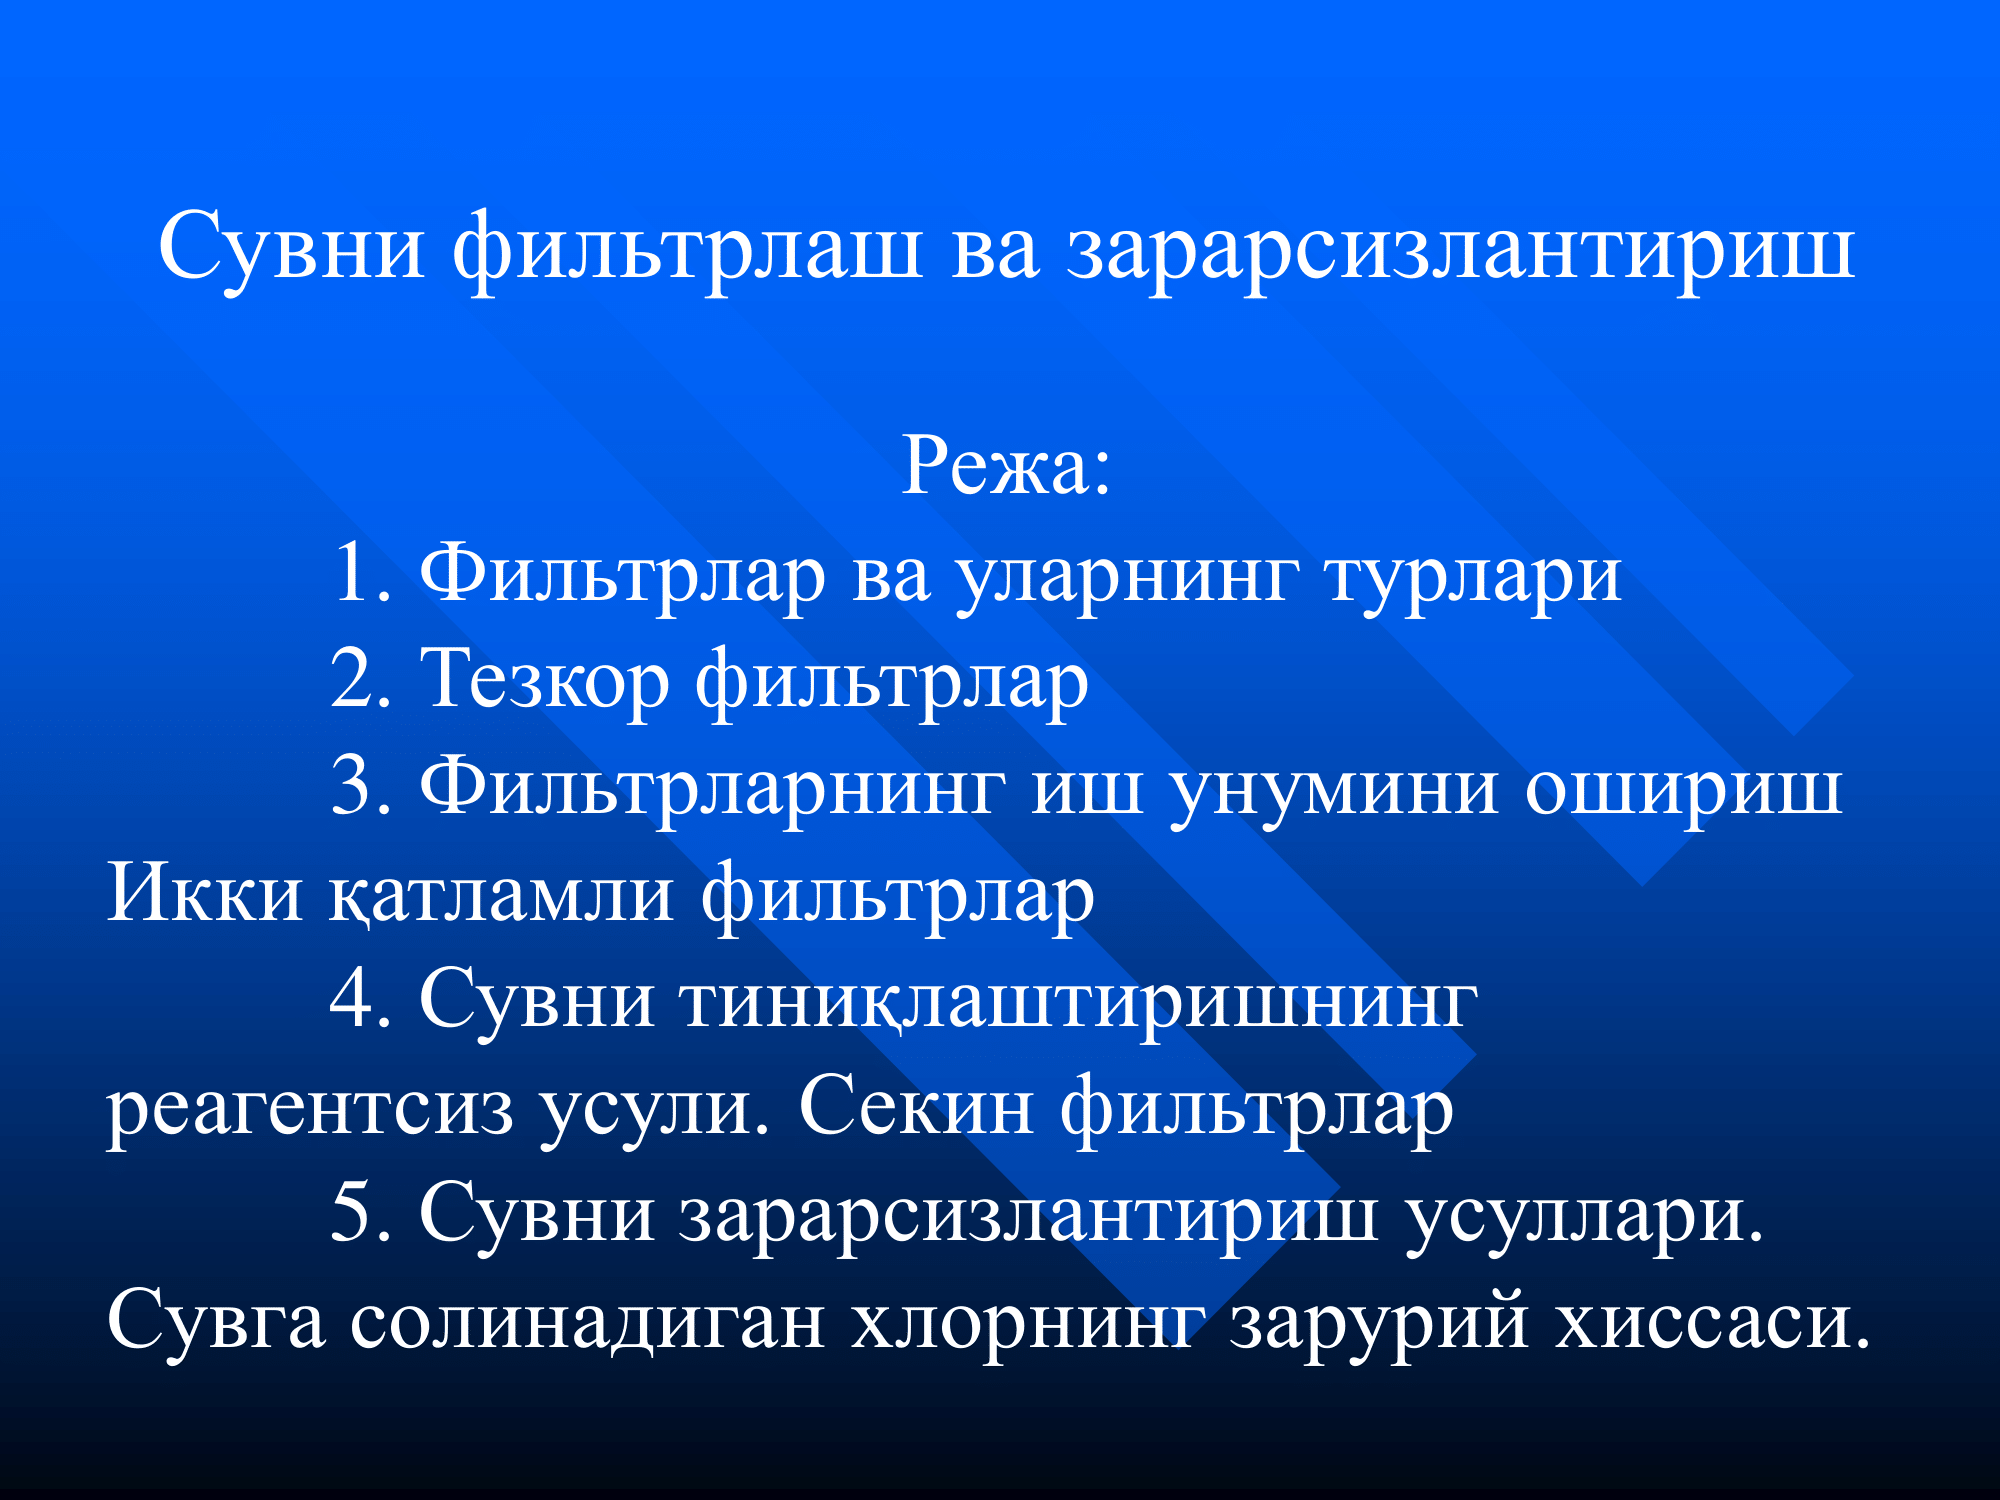 Сувни фильтрлаш ва зарарсизлантириш
Режа:
1. Фильтрлар ва уларнинг турлари
2. Тезкор фильтрлар
3. Фильтрларнинг иш унумини ошириш
Икки қатламли фильтрлар
4. Сувни тиниқлаштиришнинг
реагентсиз усули. Секин фильтрлар
5. Сувни зарарсизлантириш усуллари.
Сувга солинадиган хлорнинг зарурий хиссаси.